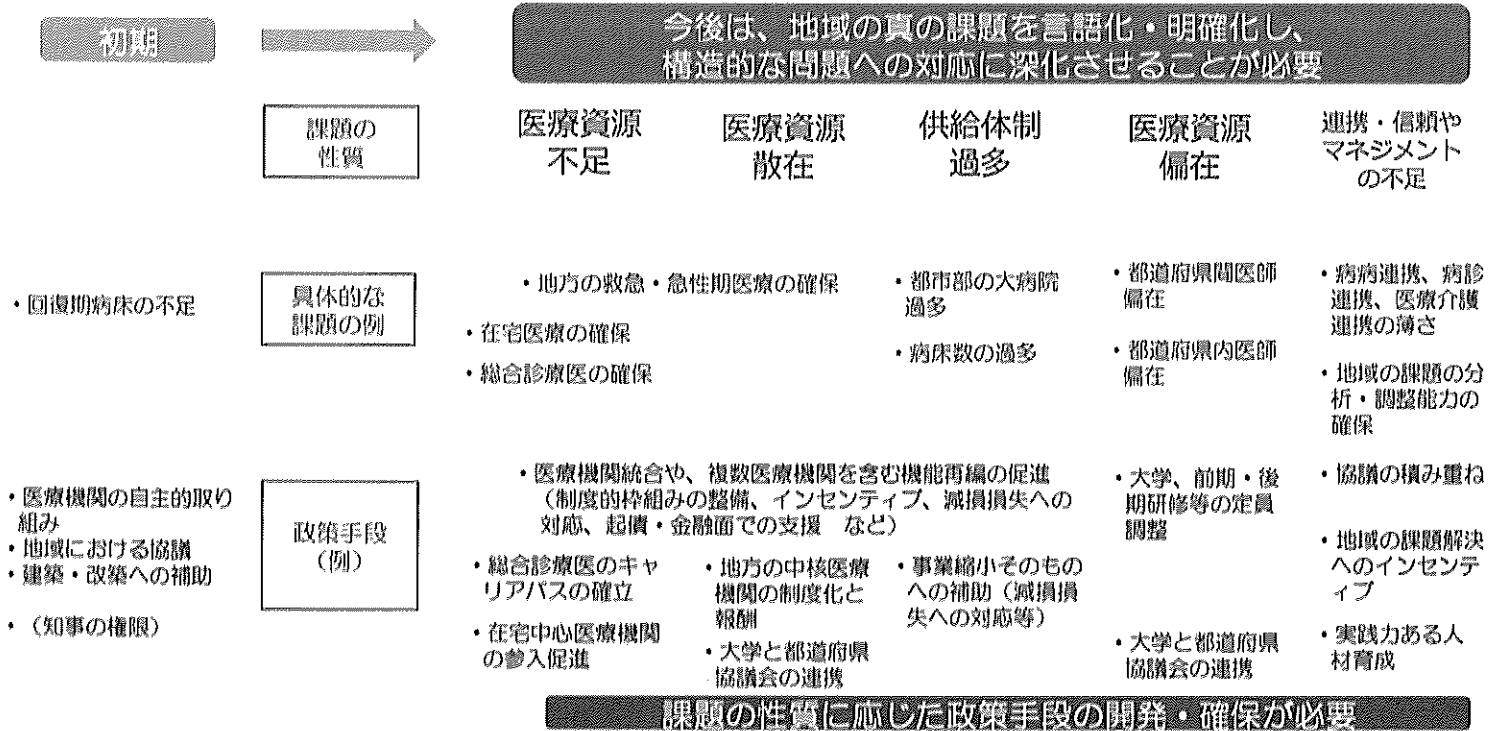 初期
今後は、地域の真の課題を言語化・明確化し、
構造的な問題への対応に深化させることが必要
課題の
性質
医療資源
不足
医療資源
散在
供給体制
過多
医療資源
偏在
連携・信頼や
マネジメント
の不足
・回復期病床の不足
具体的な
課題の例
・地方の救急・急性期医療の確保
・在宅医療の確保
・総合診療医の確保
・都市部の大病院
過多
・病床数の過多
・都道府県間医師
偏在
・都道府県内医師
偏在
・病病連携、病診
連携、医療介護
連携の薄さ
・地域の課題の分
析・調整能力の
確保
・医療機関の自主的取り
組み
・地域における協議
・建築・改築への補助
・（知事の権限）
政策手段
（例）
・医療機関統合や、複数医療機関を含む機能再編の促進
（制度的枠組みの整備、インセンティブ、減損損失への
対応、起債・金融面での支援　など）
・総合診療医のキャ
リアパスの確立
・在宅中心医療機関
の参入促進
・地方の中核医療
機関の制度化と
報酬
・大学と都道府県
協議会の連携
・事業縮小そのもの
への補助（減損損
失への対応等）
・大学、前期・後
期研修等の定員
調整
・大学と都道府県
協議会の連携
・協議の積み重ね
・地域の課題解決
へのインセンテ
ィブ
・実践力ある人
材育成
課題の性質に応じた政策手段の開発・確保が必要